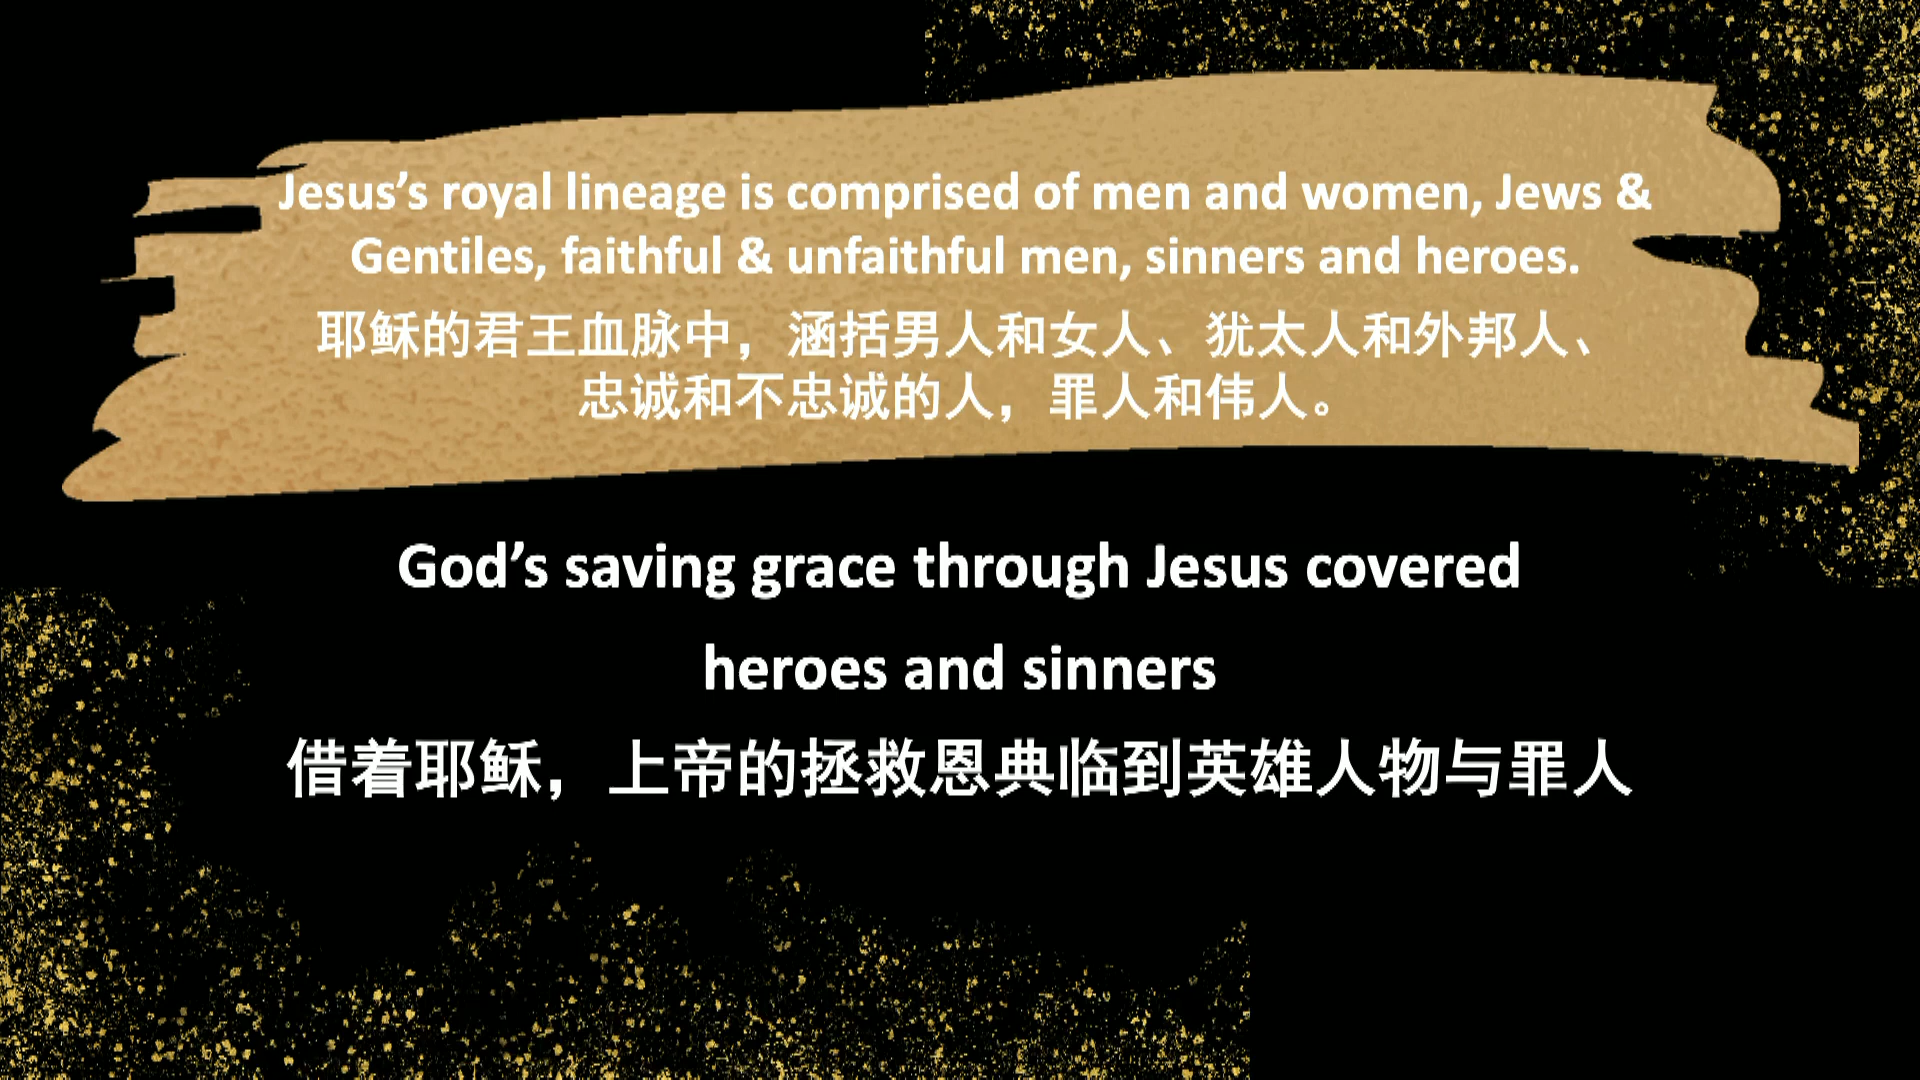 Jesus’s royal lineage is comprised of men and women, Jews &
Gentiles, faithful & unfaithful men, sinners and heroes.
耶稣的君王血脉中，涵括男人和女人、犹太人和外邦人、
忠诚和不忠诚的人，罪人和伟人。
God’s saving grace through Jesus covered
heroes and sinners
借着耶稣，上帝的拯救恩典临到英雄人物与罪人